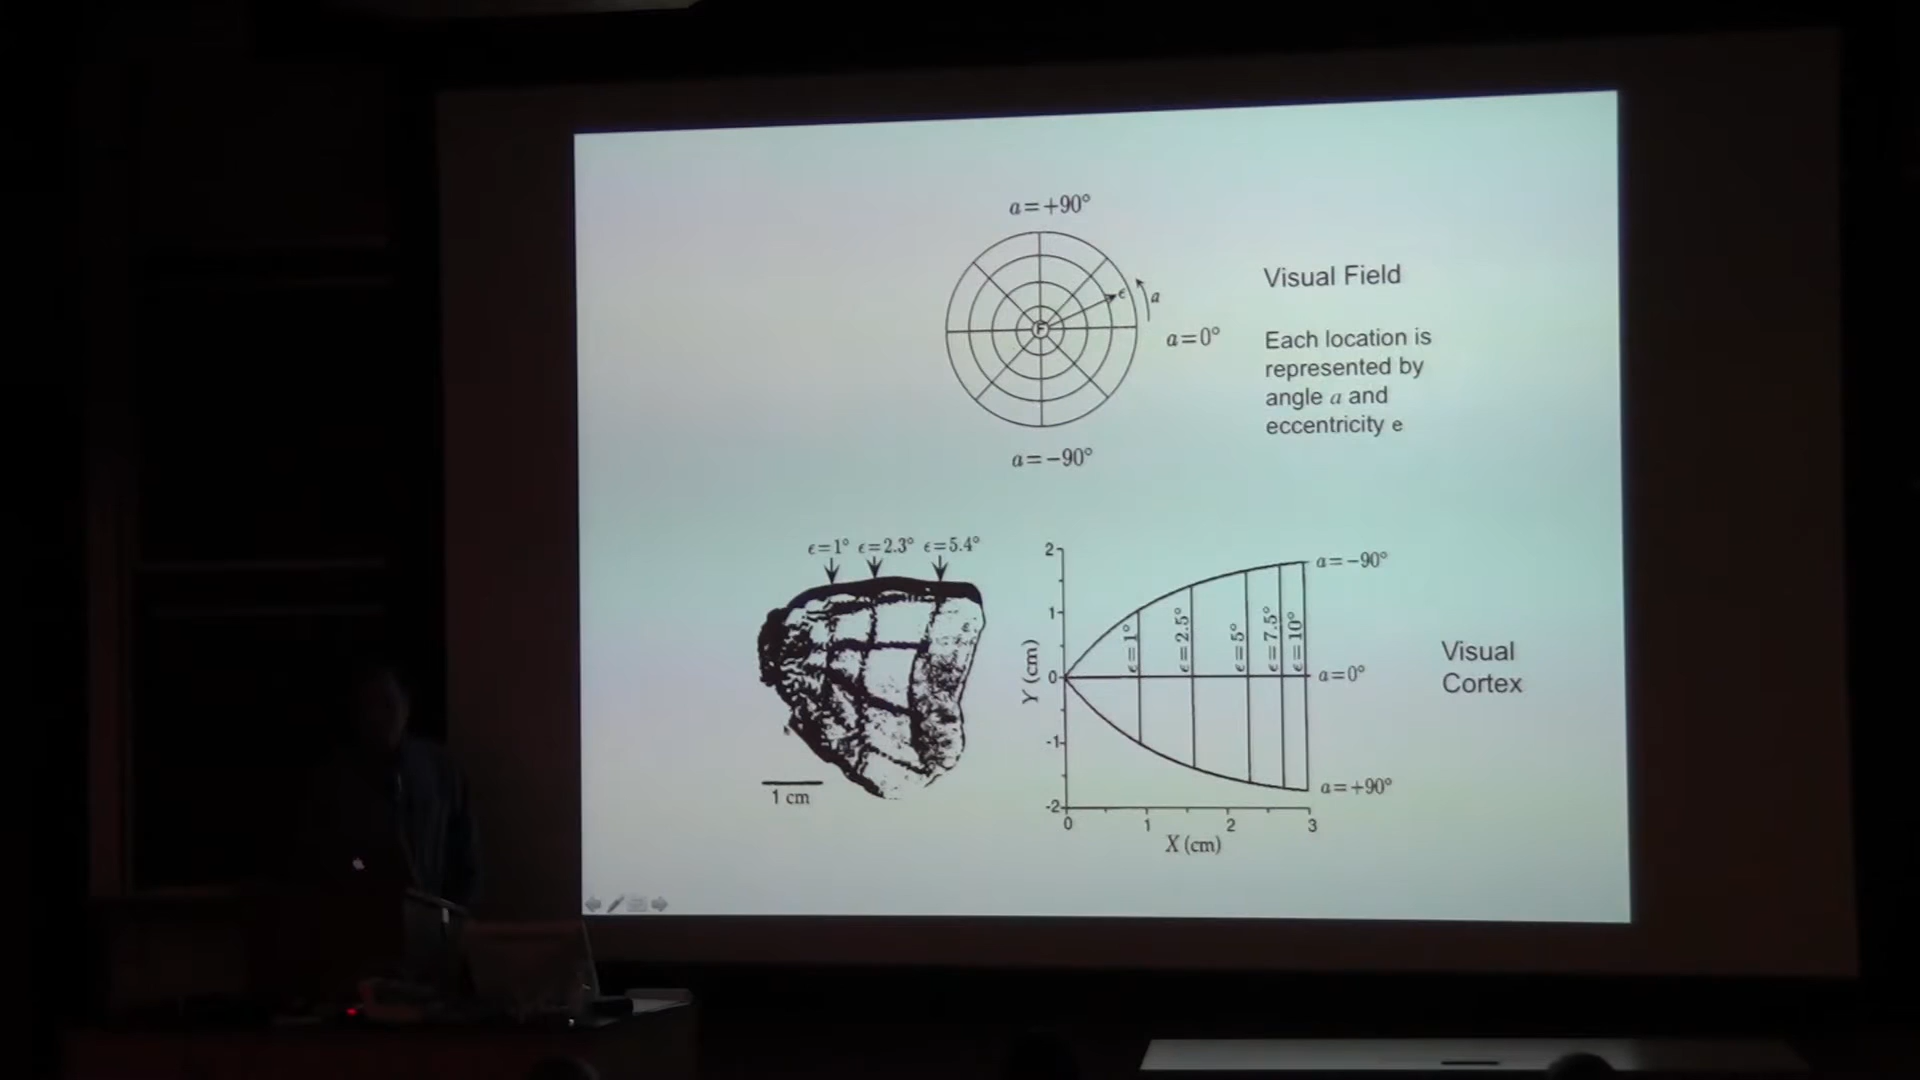 a=+90°
ϵ
a
F
a=0°
a=−90°
Visual Field
Each location is
represented by
angle a and
eccentricity e
ϵ=1° ϵ=2.3° ϵ=5.4°
1 cm
2
1
0
-1
-2
Y (cm)
ϵ=1°
ϵ=2.5°
ϵ=5°
ϵ=7.5°
ϵ=10°
a=−90°
a=0°
a=+90°
0 1 2 3
X (cm)
Visual
Cortex